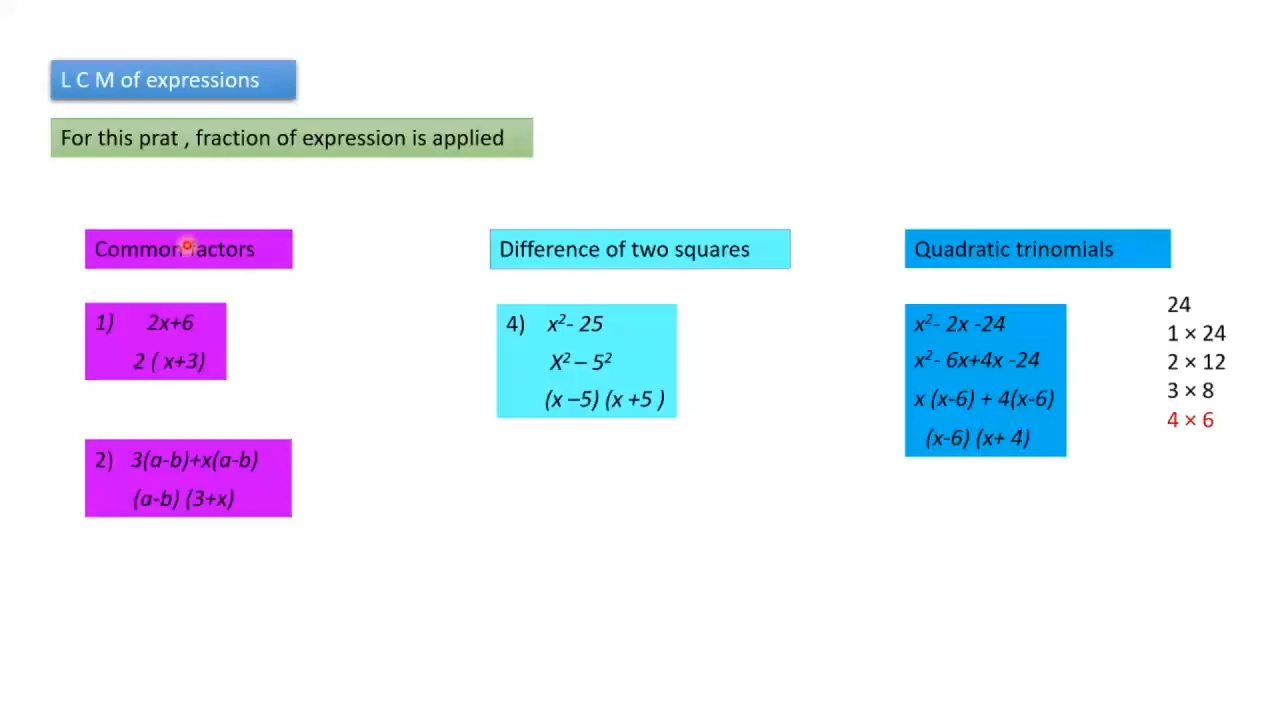 L C M of expressions
For this prat , fraction of expression is applied
Common factors
1) 2x+6
2 ( x+3)
2) 3(a-b)+x(a-b)
(a-b) (3+x)
Difference of two squares
4) x²- 25
X² – 5²
(x –5) (x +5 )
Quadratic trinomials
x²- 2x -24
x²- 6x+4x -24
x (x-6) + 4(x-6)
(x-6) (x+ 4)
24
1 × 24
2 × 12
3 × 8
4 × 6